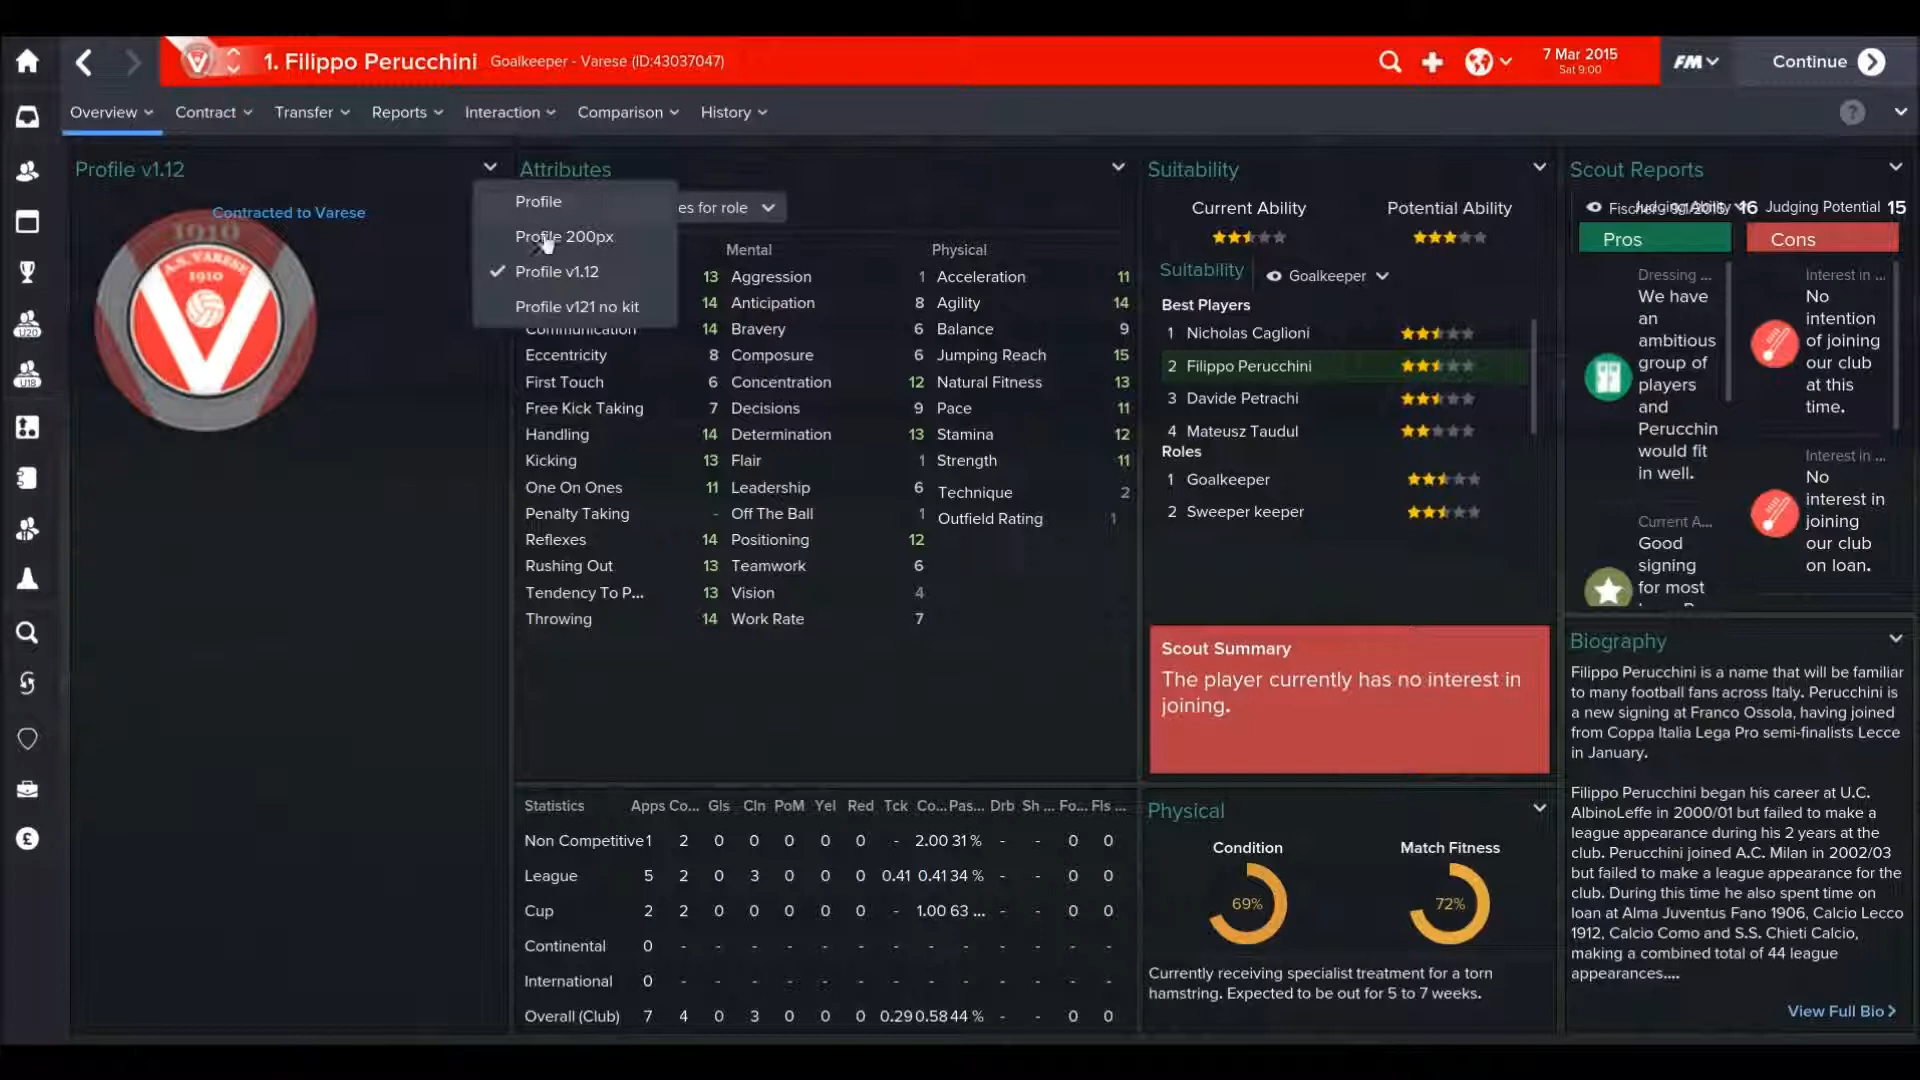 1. Filippo Perucchini Goalkeeper - Varese (ID:43037047)
7 Mar 2015
Sat 9:00
FM
Continue
Overview Contract Transfer Reports Interaction Comparison History
?
U20
U18
Profile v1.12
Contracted to Varese
1910
A.S. VARESE
1910
Profile
Profile 200px
Profile v1.12
Profile v121 no kit
Attributes
es for role
Mental Physical
13 Aggression 1 Acceleration 11
14 Anticipation 8 Agility 14
Communication 14 Bravery 6 Balance 9
Eccentricity 8 Composure 6 Jumping Reach 15
First Touch 6 Concentration 12 Natural Fitness 13
Free Kick Taking 7 Decisions 9 Pace 11
Handling 14 Determination 13 Stamina 12
Kicking 13 Flair 1 Strength 11
One On Ones 11 Leadership 6 Technique 2
Penalty Taking - Off The Ball 1 Outfield Rating 1
Reflexes 14 Positioning 12
Rushing Out 13 Teamwork 6
Tendency To P... 13 Vision 4
Throwing 14 Work Rate 7
Statistics Apps Co... Gls Cln PoM Yel Red Tck Co... Pas... Drb Sh ... Fo... Fls ...
Non Competitive 1 2 0 0 0 0 0 - 2.00 31 % - - 0 0
League 5 2 0 3 0 0 0 0.41 0.41 34 % - - 0 0
Cup 2 2 0 0 0 0 0 - 1.00 63 ... - - 0 0
Continental 0 - - - - - - - - - - - - -
International 0 - - - - - - - - - - - - -
Overall (Club) 7 4 0 3 0 0 0 0.29 0.58 44 % - - 0 0
Suitability
Current Ability Potential Ability
Suitability Goalkeeper
Best Players
1 Nicholas Caglioni
2 Filippo Perucchini
3 Davide Petrachi
4 Mateusz Taudul
Roles
1 Goalkeeper
2 Sweeper keeper
Scout Summary
The player currently has no interest in
joining.
Physical
Condition Match Fitness
69% 72%
Currently receiving specialist treatment for a torn
hamstring. Expected to be out for 5 to 7 weeks.
Scout Reports
Judging Ability 16 Judging Potential 15
Pros Cons
Dressing ...
We have
an
ambitious
group of
players
and
Perucchin
would fit
in well.
Current A...
Good
signing
for most
Interest in ...
No
intention
of joining
our club
at this
time.
Interest in ...
No
interest in
joining
our club
on loan.
Biography
Filippo Perucchini is a name that will be familiar
to many football fans across Italy. Perucchini is
a new signing at Franco Ossola, having joined
from Coppa Italia Lega Pro semi-finalists Lecce
in January.
Filippo Perucchini began his career at U.C.
AlbinoLeffe in 2000/01 but failed to make a
league appearance during his 2 years at the
club. Perucchini joined A.C. Milan in 2002/03
but failed to make a league appearance for the
club. During this time he also spent time on
loan at Alma Juventus Fano 1906, Calcio Lecco
1912, Calcio Como and S.S. Chieti Calcio,
making a combined total of 44 league
appearances....
View Full Bio